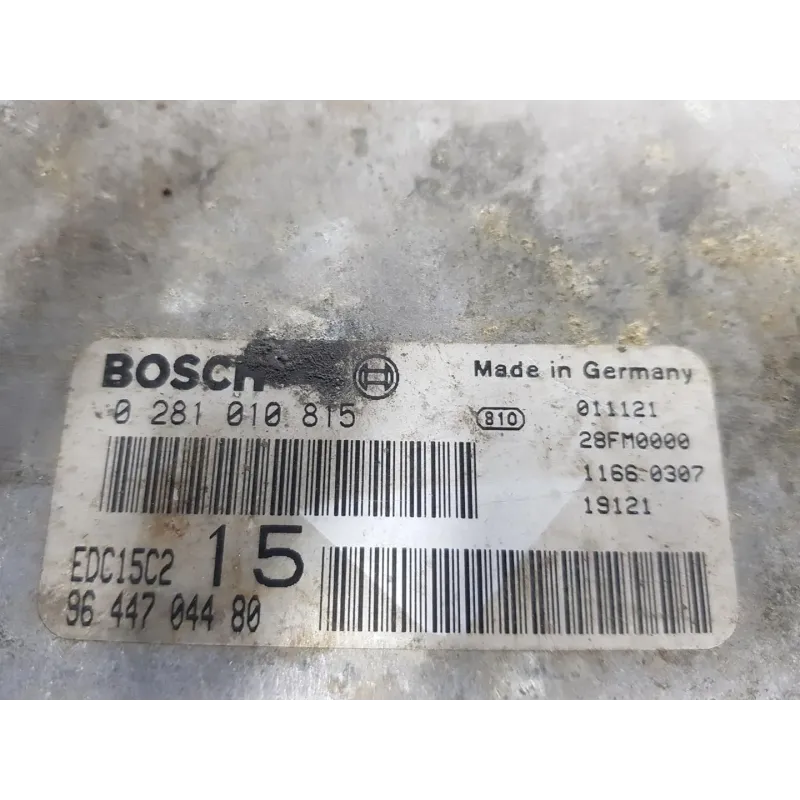 BOSCH
Made in Germany
0 281 010 815
810
011121
28FM0000
1166 0307
19121
EDC15C2
15
96 447 044 80